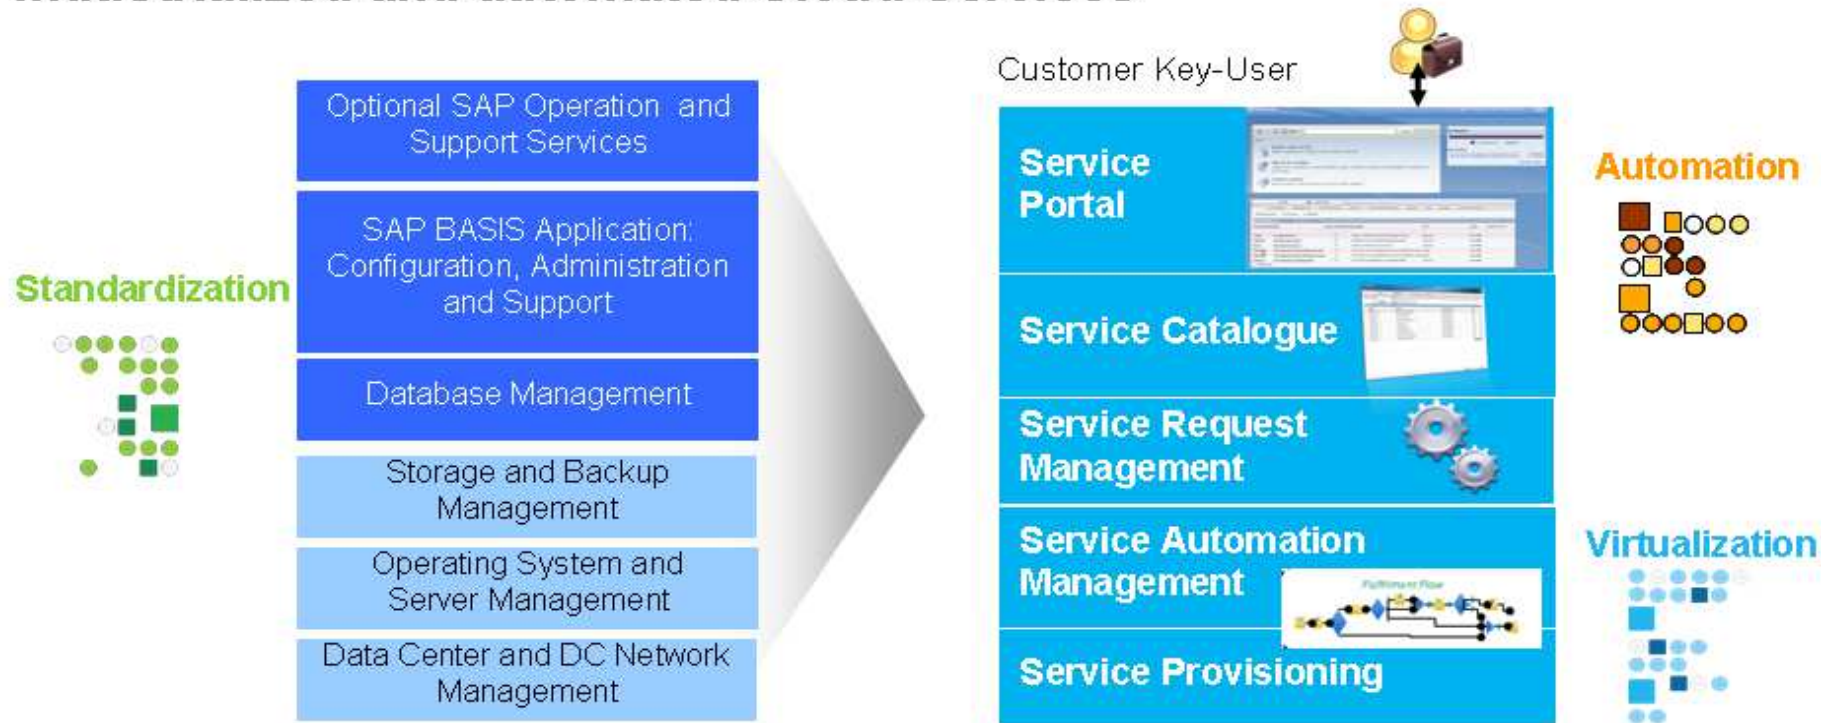 Standardization
Optional SAP Operation and
Support Services
SAP BASIS Application:
Configuration, Administration
and Support
Database Management
Storage and Backup
Management
Operating System and
Server Management
Data Center and DC Network
Management
Customer Key-User
Service
Portal
Service Catalogue
Service Request
Management
Service Automation
Management
Fulfillment Flow
Service Provisioning
Automation
Virtualization